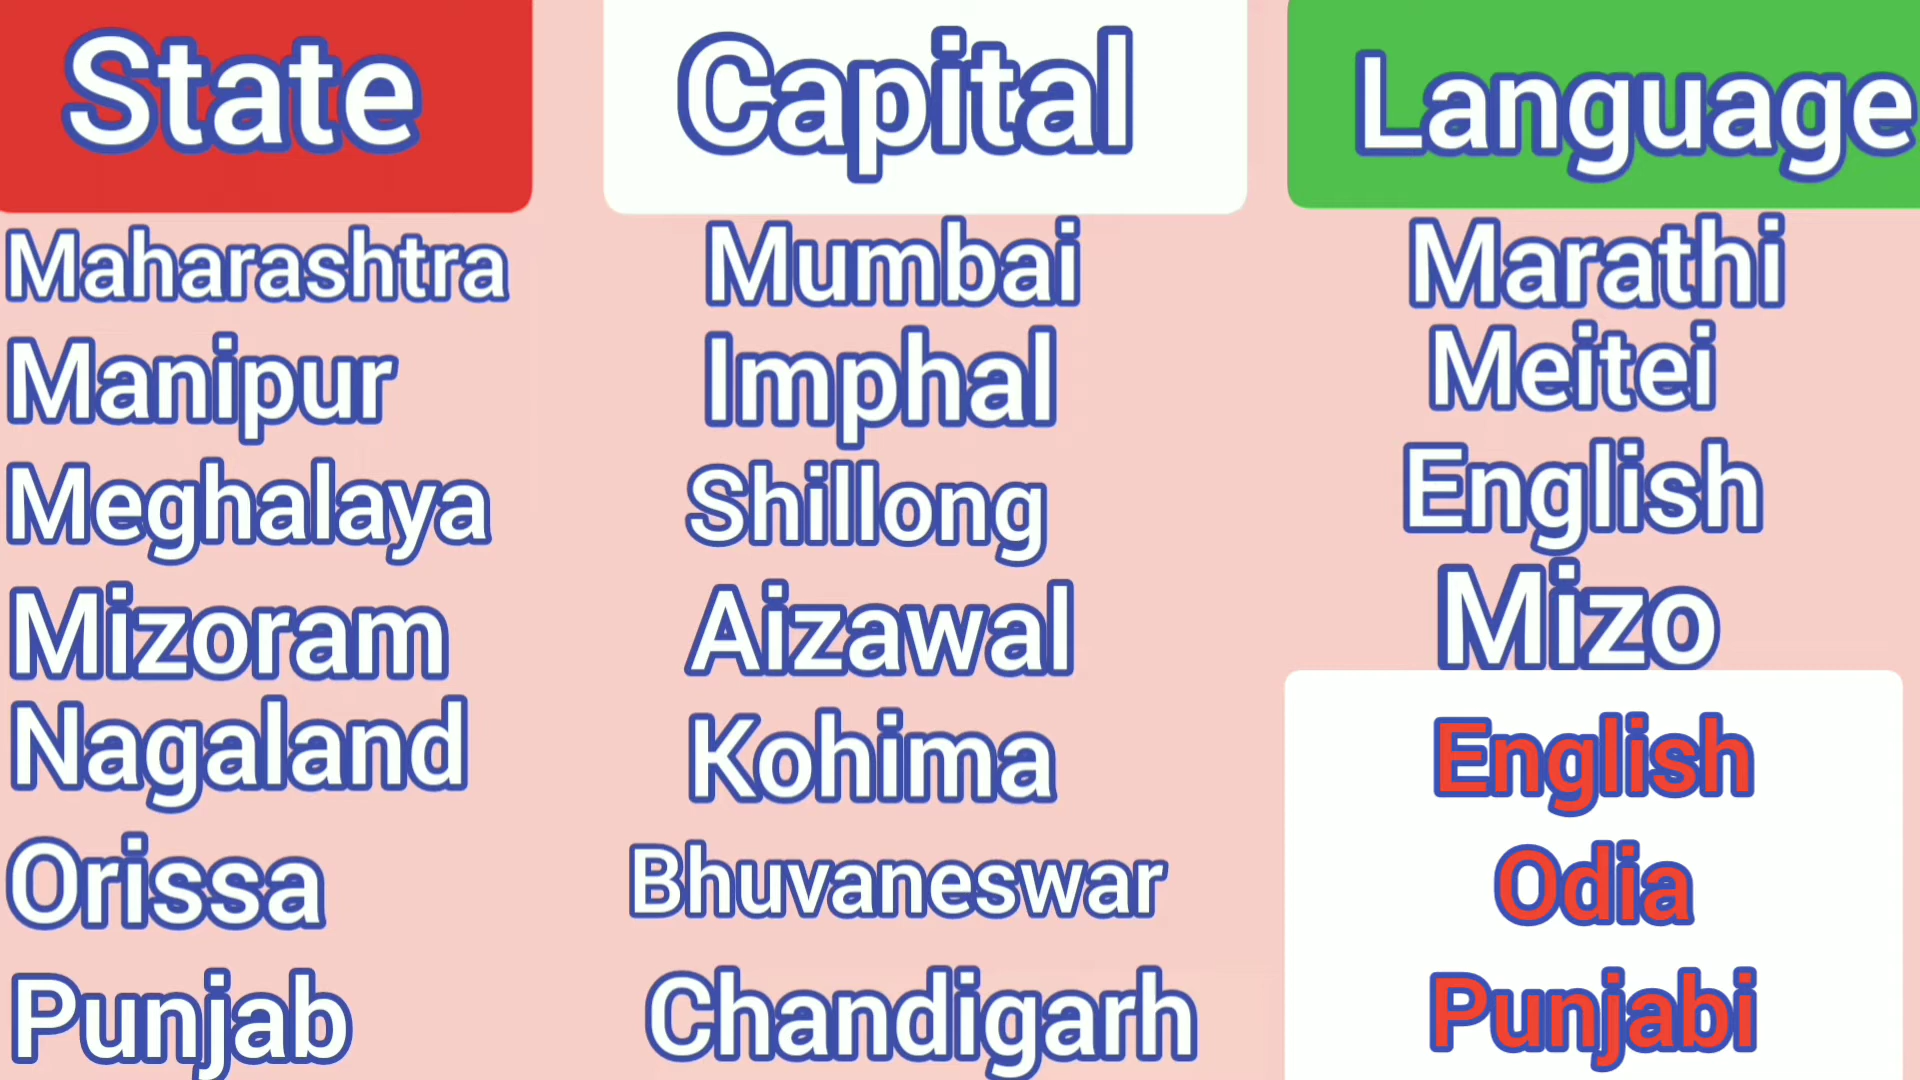 State Capital Language
Maharashtra Mumbai Marathi
Manipur Imphal Meitei
Meghalaya Shillong English
Mizoram Aizawal Mizo
Nagaland Kohima English
Orissa Bhuvaneswar Odia
Punjab Chandigarh Punjabi